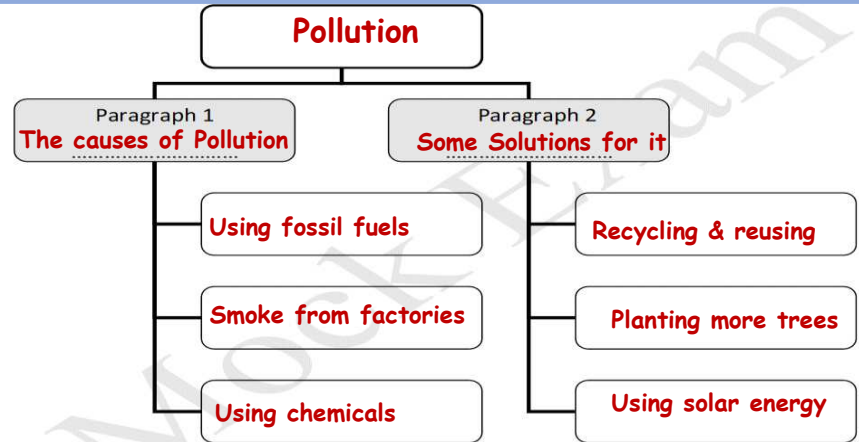 Pollution
Paragraph 1
The causes of Pollution
Using fossil fuels
Smoke from factories
Using chemicals
Paragraph 2
Some Solutions for it
Recycling & reusing
Planting more trees
Using solar energy
Mock Exam